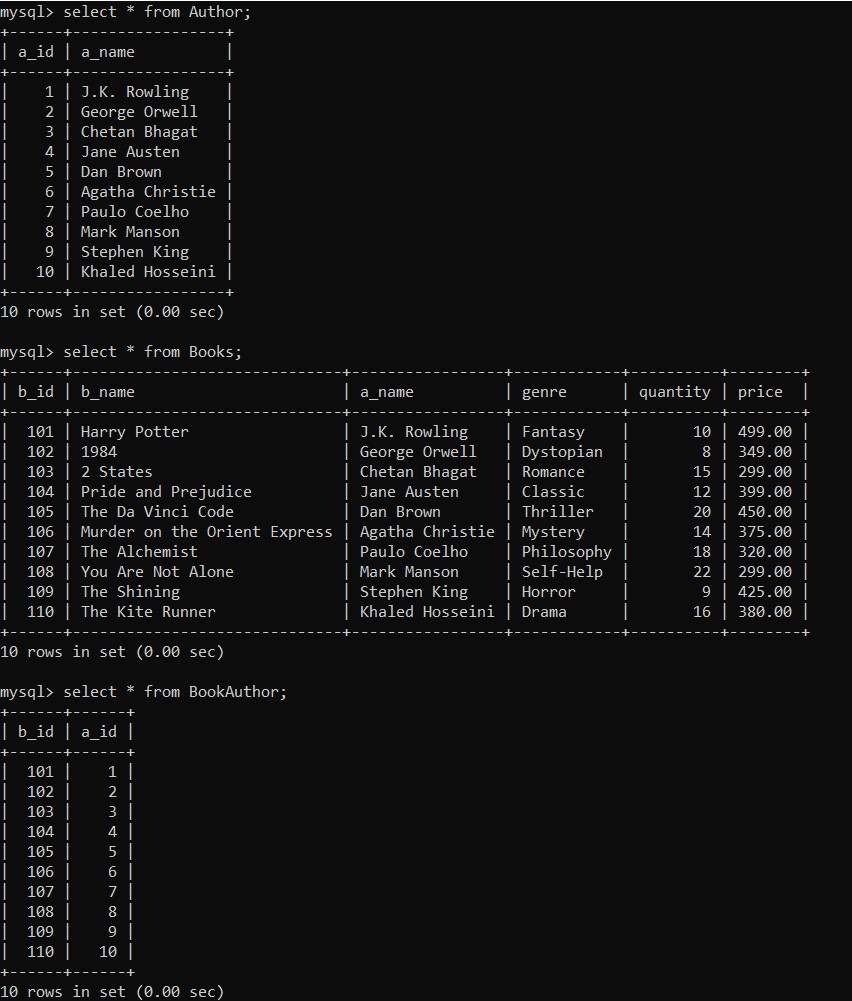 mysql> select * from Author;
+------+-----------------+
| a_id | a_name          |
+------+-----------------+
|    1 | J.K. Rowling    |
|    2 | George Orwell   |
|    3 | Chetan Bhagat   |
|    4 | Jane Austen     |
|    5 | Dan Brown       |
|    6 | Agatha Christie |
|    7 | Paulo Coelho    |
|    8 | Mark Manson     |
|    9 | Stephen King    |
|   10 | Khaled Hosseini |
+------+-----------------+
10 rows in set (0.00 sec)

mysql> select * from Books;
+------+------------------------------+-----------------+------------+----------+--------+
| b_id | b_name                       | a_name          | genre      | quantity | price  |
+------+------------------------------+-----------------+------------+----------+--------+
|  101 | Harry Potter                 | J.K. Rowling    | Fantasy    |       10 | 499.00 |
|  102 | 1984                         | George Orwell   | Dystopian  |        8 | 349.00 |
|  103 | 2 States                     | Chetan Bhagat   | Romance    |       15 | 299.00 |
|  104 | Pride and Prejudice          | Jane Austen     | Classic    |       12 | 399.00 |
|  105 | The Da Vinci Code            | Dan Brown       | Thriller   |       20 | 450.00 |
|  106 | Murder on the Orient Express | Agatha Christie | Mystery    |       14 | 375.00 |
|  107 | The Alchemist                | Paulo Coelho    | Philosophy |       18 | 320.00 |
|  108 | You Are Not Alone            | Mark Manson     | Self-Help  |       22 | 299.00 |
|  109 | The Shining                  | Stephen King    | Horror     |        9 | 425.00 |
|  110 | The Kite Runner              | Khaled Hosseini | Drama      |       16 | 380.00 |
+------+------------------------------+-----------------+------------+----------+--------+
10 rows in set (0.00 sec)

mysql> select * from BookAuthor;
+------+------+
| b_id | a_id |
+------+------+
|  101 |    1 |
|  102 |    2 |
|  103 |    3 |
|  104 |    4 |
|  105 |    5 |
|  106 |    6 |
|  107 |    7 |
|  108 |    8 |
|  109 |    9 |
|  110 |   10 |
+------+------+
10 rows in set (0.00 sec)